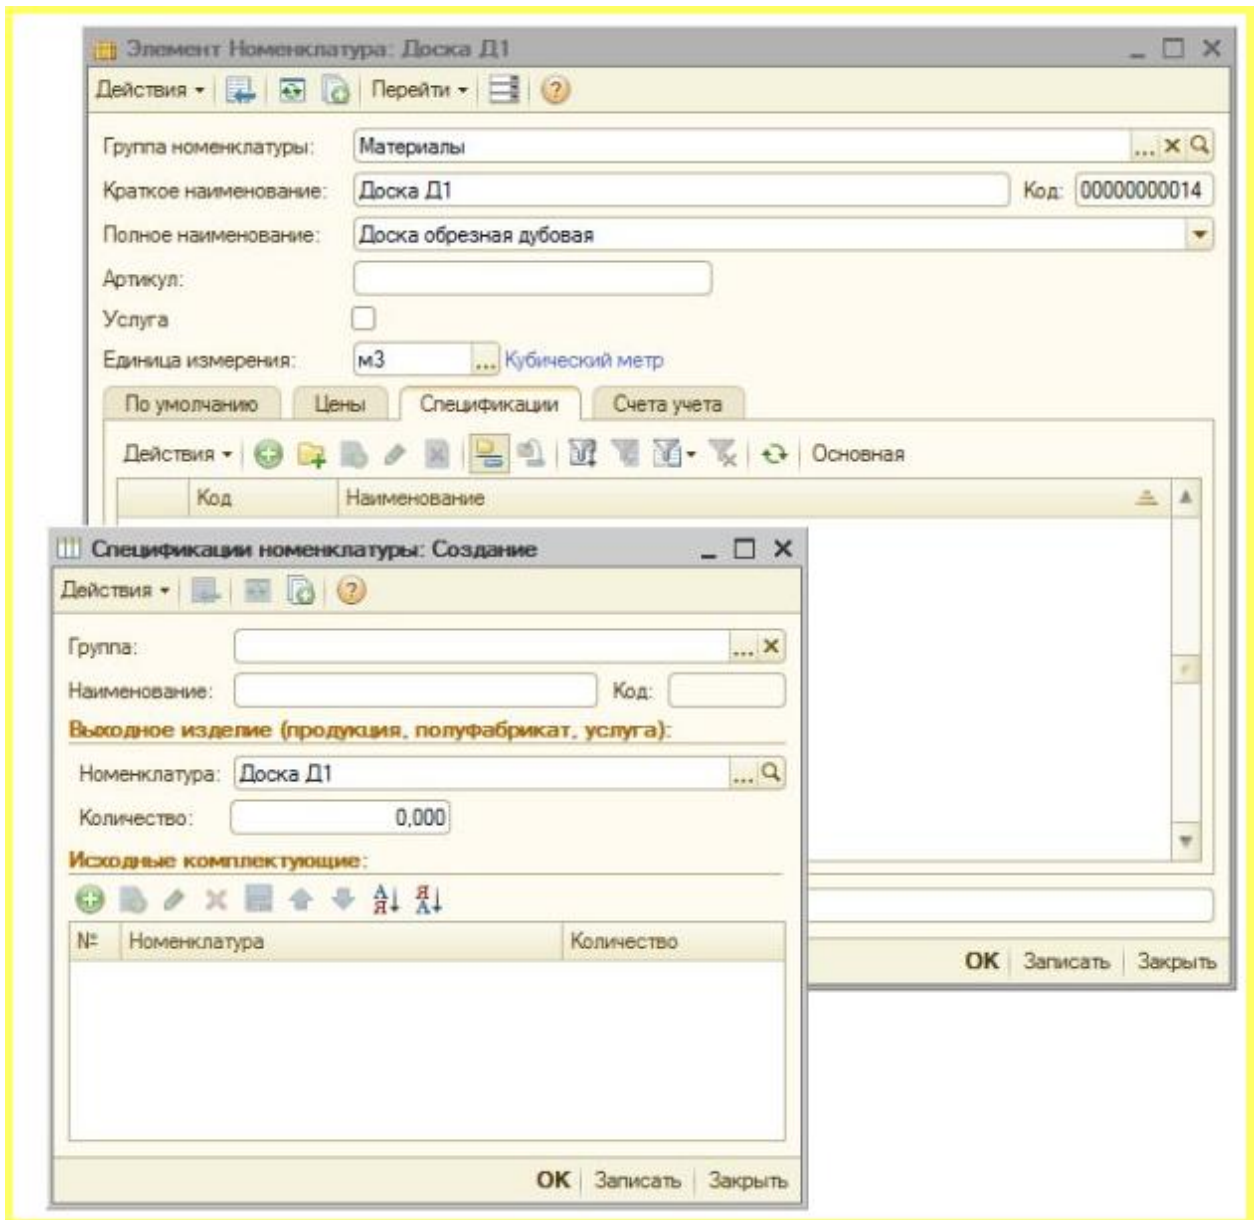 Элемент Номенклатура: Доска Д1
Действия Перейти
Группа номенклатуры: Материалы
Краткое наименование: Доска Д1 Код: 00000000014
Полное наименование: Доска обрезная дубовая
Артикул:
Услуга
Единица измерения: м3 ... Кубический метр
По умолчанию Цены Спецификации Счета учета
Действия Основная
Код Наименование
Спецификации номенклатуры: Создание
Действия
Группа:
Наименование: Код:
Выходное изделие (продукция, полуфабрикат, услуга):
Номенклатура: Доска Д1
Количество: 0,000
Исходные комплектующие:
№ Номенклатура Количество
OK Записать Закрыть
OK Записать Закрыть